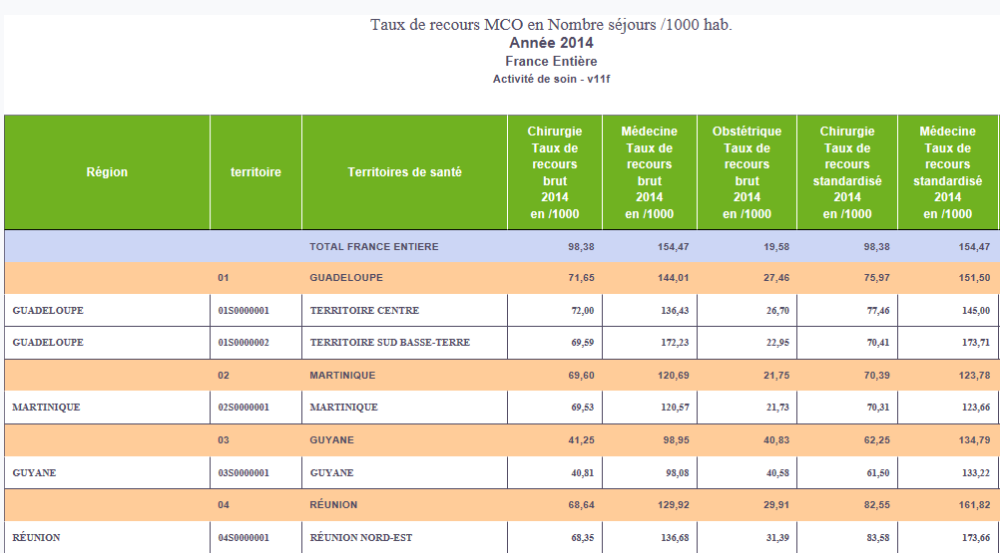 Taux de recours MCO en Nombre séjours /1000 hab.
Année 2014
France Entière
Activité de soin - v11f
Région territoire Territoires de santé Chirurgie Taux de recours brut 2014 en /1000 Médecine Taux de recours brut 2014 en /1000 Obstétrique Taux de recours brut 2014 en /1000 Chirurgie Taux de recours standardisé 2014 en /1000 Médecine Taux de recours standardisé 2014 en /1000
TOTAL FRANCE ENTIERE 98,38 154,47 19,58 98,38 154,47
01 GUADELOUPE 71,65 144,01 27,46 75,97 151,50
GUADELOUPE 01S0000001 TERRITOIRE CENTRE 72,00 136,43 26,70 77,46 145,00
GUADELOUPE 01S0000002 TERRITOIRE SUD BASSE-TERRE 69,59 172,23 22,95 70,41 173,71
02 MARTINIQUE 69,60 120,69 21,75 70,39 123,78
MARTINIQUE 02S0000001 MARTINIQUE 69,53 120,57 21,73 70,31 123,66
03 GUYANE 41,25 98,95 40,83 62,25 134,79
GUYANE 03S0000001 GUYANE 40,81 98,08 40,58 61,50 133,22
04 RÉUNION 68,64 129,92 29,91 82,55 161,82
RÉUNION 04S0000001 RÉUNION NORD-EST 68,35 136,68 31,39 83,58 173,66